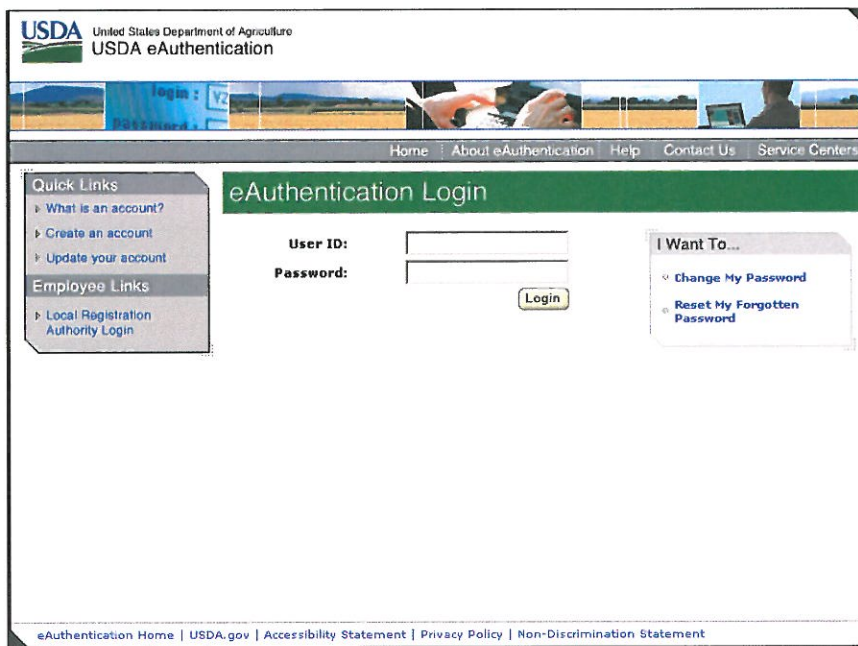 USDA United States Department of Agriculture
USDA eAuthentication
login :
password :
Home About eAuthentication Help Contact Us Service Centers
Quick Links
What is an account?
Create an account
Update your account
Employee Links
Local Registration
Authority Login
eAuthentication Login
User ID:
Password:
Login
I Want To...
Change My Password
Reset My Forgotten
Password
eAuthentication Home | USDA.gov | Accessibility Statement | Privacy Policy | Non-Discrimination Statement